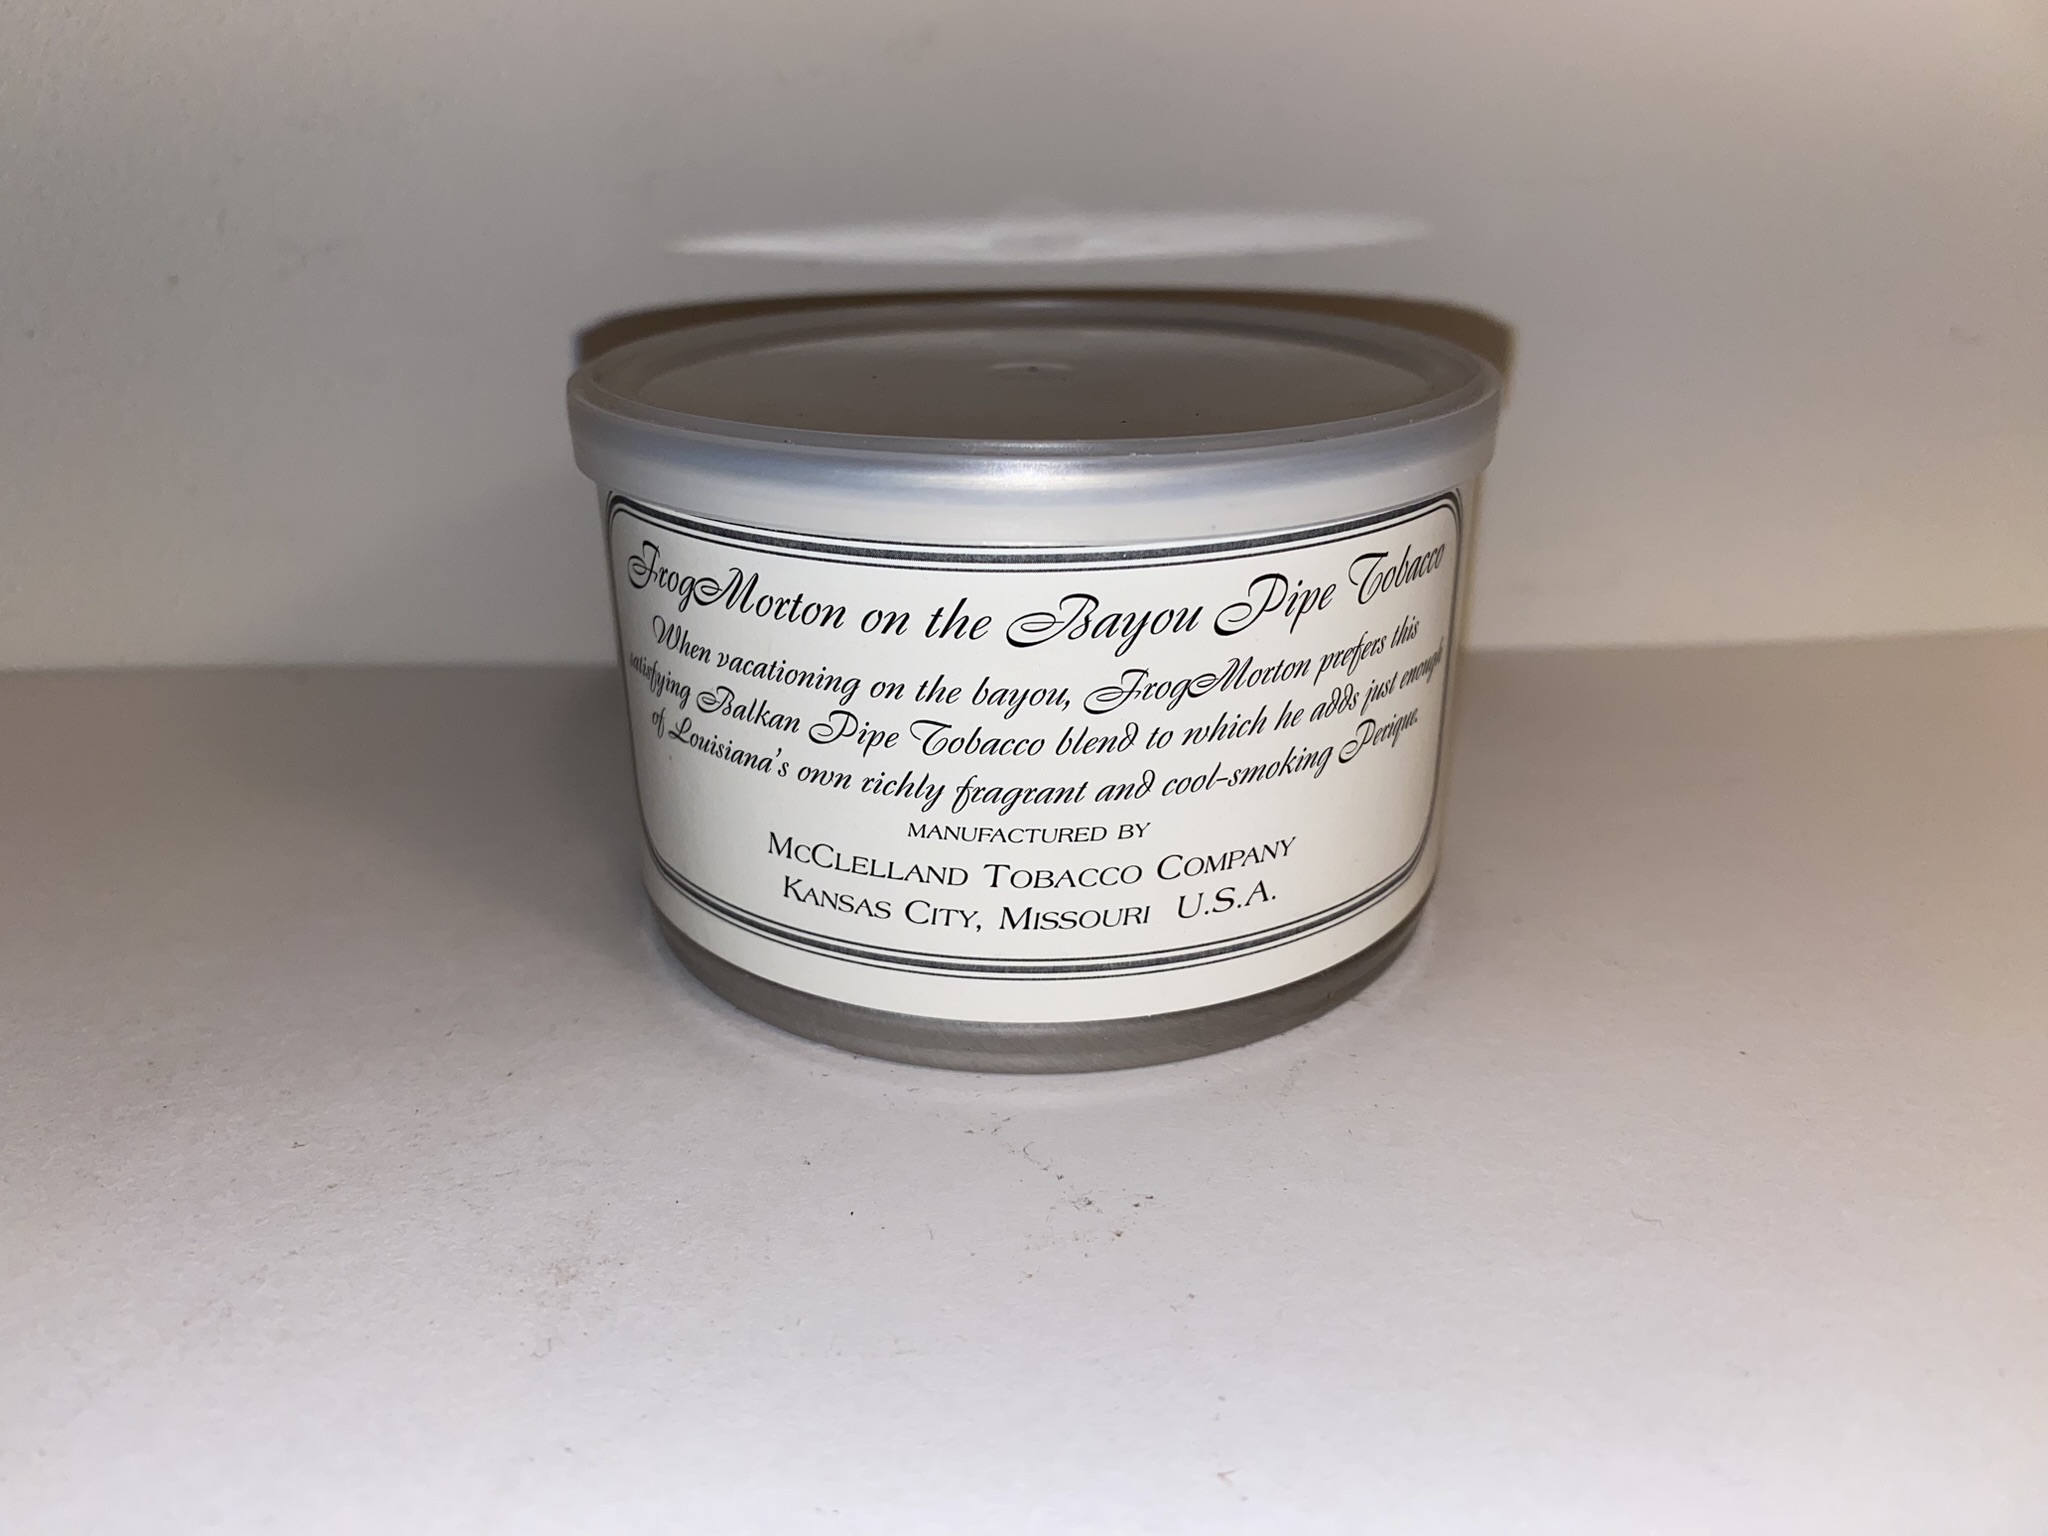 FrogMorton on the Bayou Pipe Tobacco
When vacationing on the bayou, FrogMorton prefers this
satisfying Balkan Pipe Tobacco blend to which he adds just enough
of Louisiana's own richly fragrant and cool-smoking Perique.
MANUFACTURED BY
MCCLELLAND TOBACCO COMPANY
KANSAS CITY, MISSOURI U.S.A.